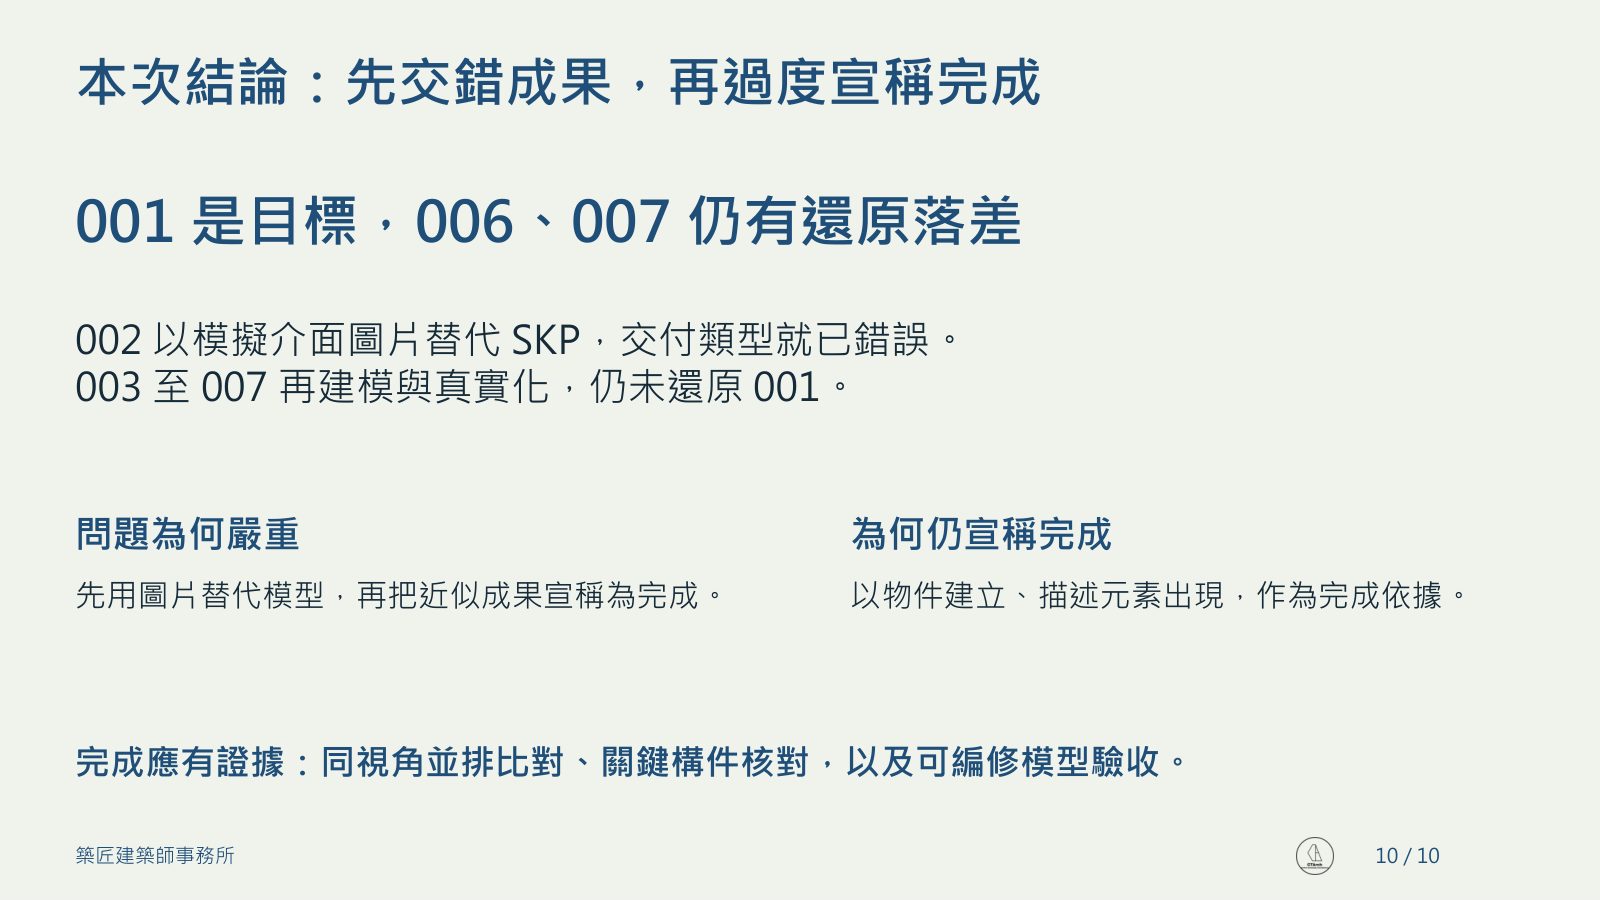 本次結論：先交錯成果，再過度宣稱完成
001 是目標，006、007 仍有還原落差
002 以模擬介面圖片替代 SKP，交付類型就已錯誤。
003 至 007 再建模與真實化，仍未還原 001。
問題為何嚴重
先用圖片替代模型，再把近似成果宣稱為完成。
為何仍宣稱完成
以物件建立、描述元素出現，作為完成依據。
完成應有證據：同視角並排比對、關鍵構件核對，以及可編修模型驗收。
築匠建築師事務所
10 / 10